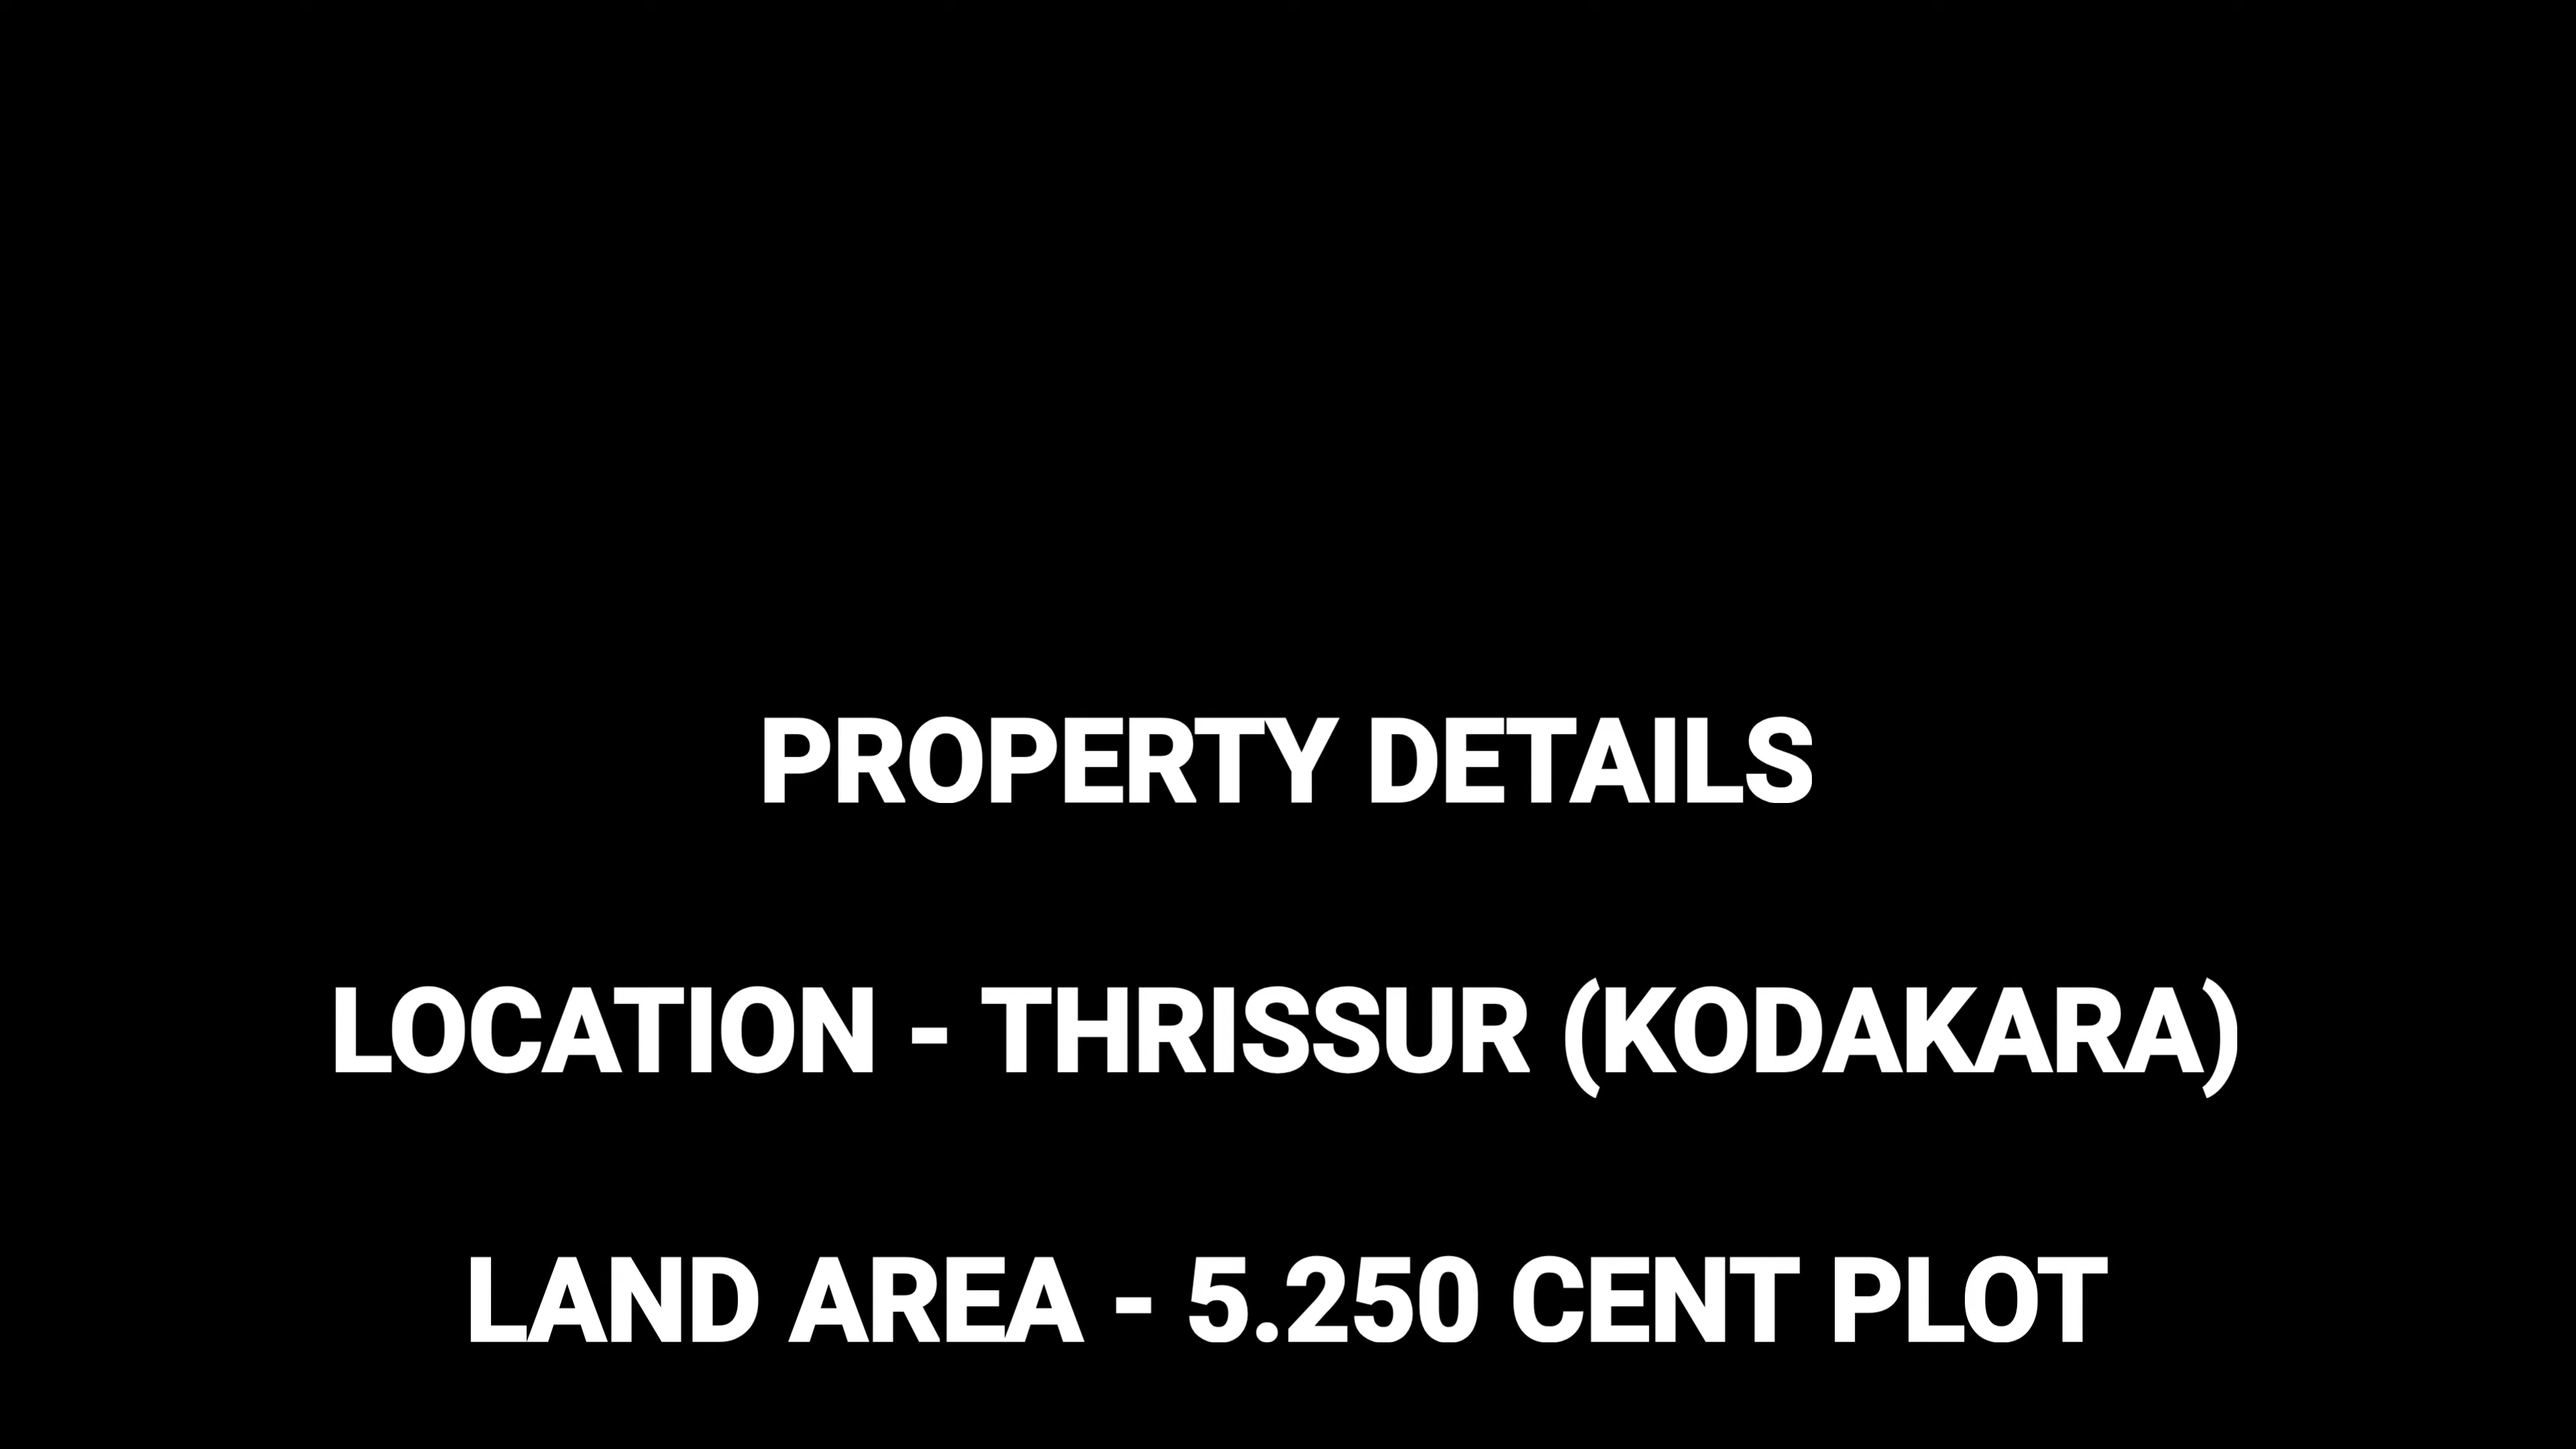 PROPERTY DETAILS
LOCATION - THRISSUR (KODAKARA)
LAND AREA - 5.250 CENT PLOT